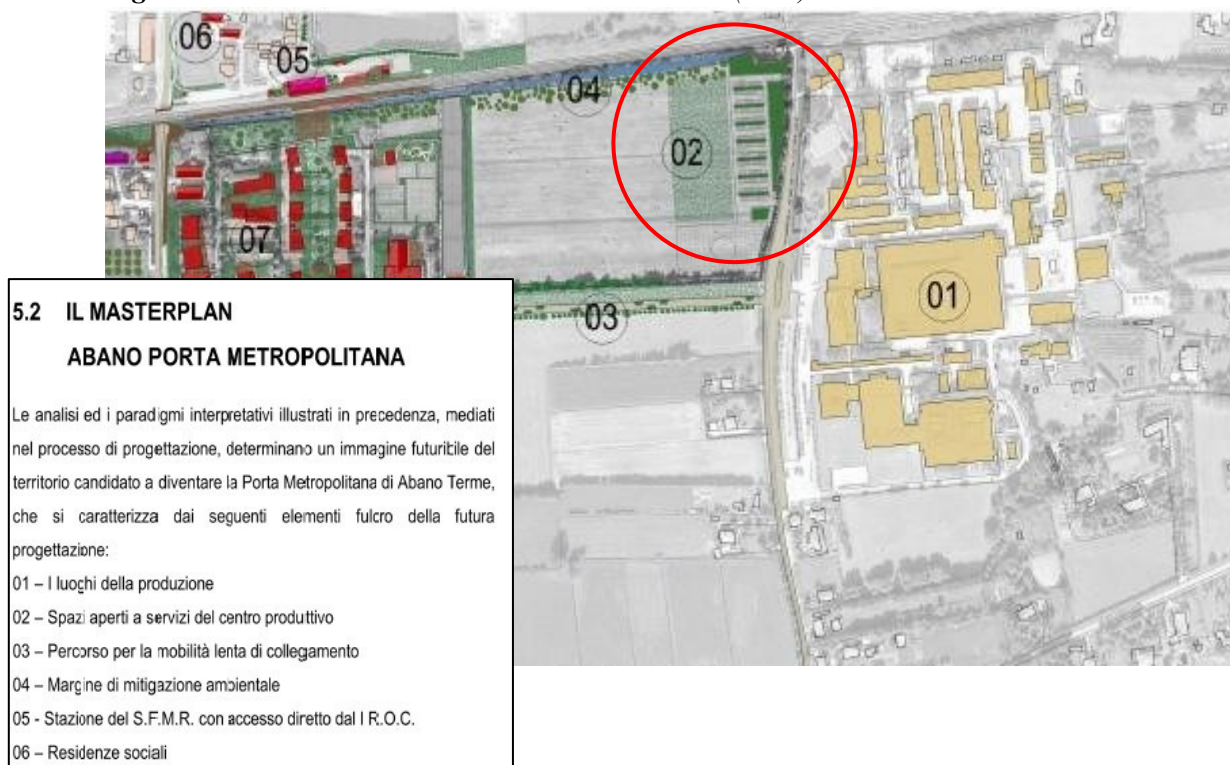 06
05
04
02
07
01
03
5.2 IL MASTERPLAN
ABANO PORTA METROPOLITANA
Le analisi ed i paradigmi interpretativi illustrati in precedenza, mediati
nel processo di progettazione, determinano un immagine futuribile del
territorio candidato a diventare la Porta Metropolitana di Abano Terme,
che si caratterizza dai seguenti elementi fulcro della futura
progettazione:
01 – I luoghi della produzione
02 – Spazi aperti a servizi del centro produttivo
03 – Percorso per la mobilità lenta di collegamento
04 – Margine di mitigazione ambientale
05 - Stazione del S.F.M.R. con accesso diretto dal I R.O.C.
06 – Residenze sociali